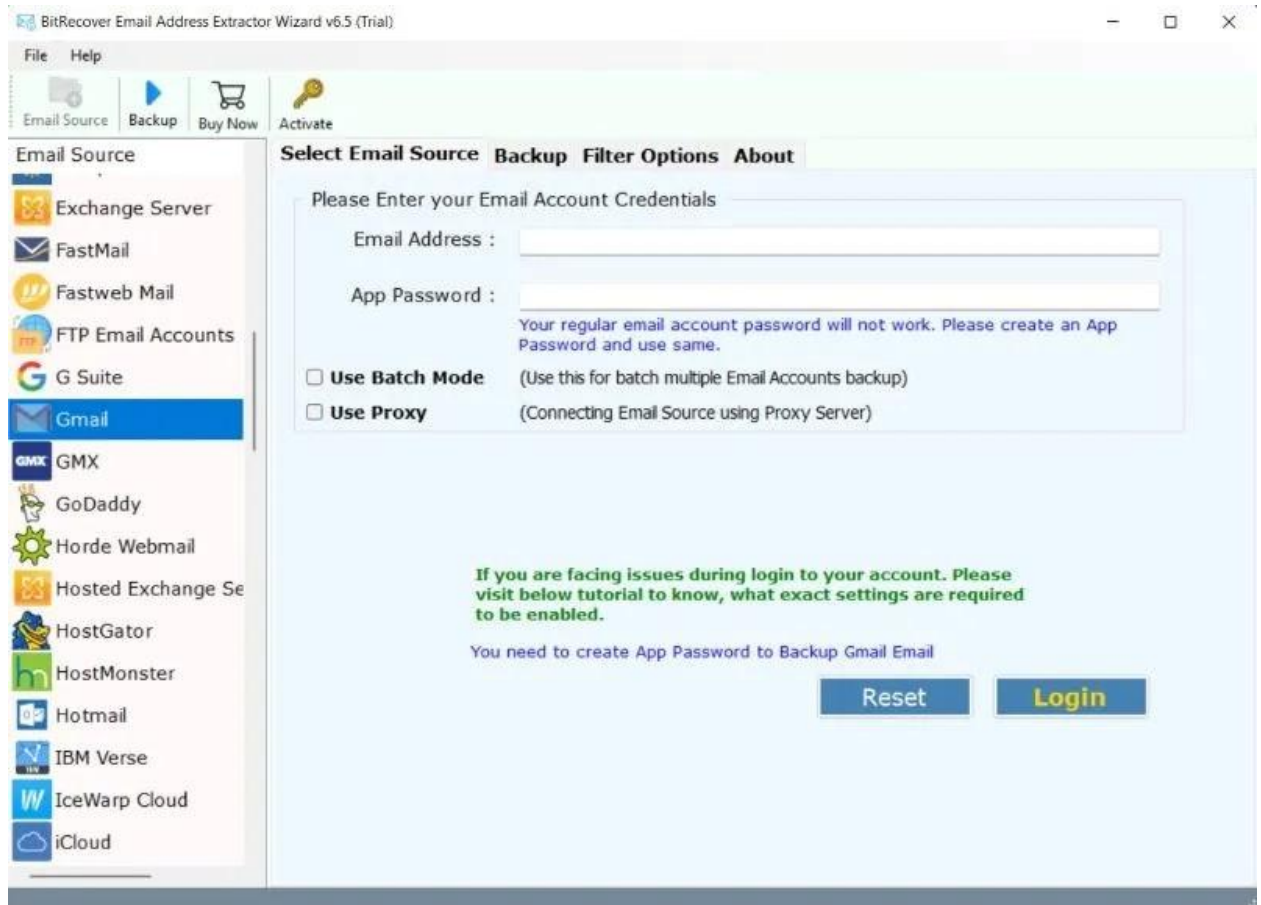 BitRecover Email Address Extractor Wizard v6.5 (Trial)
File Help
Email Source Backup Buy Now Activate
Email Source
Exchange Server
FastMail
Fastweb Mail
FTP Email Accounts
G Suite
Gmail
GMX
GoDaddy
Horde Webmail
Hosted Exchange Se
HostGator
HostMonster
Hotmail
IBM Verse
IceWarp Cloud
iCloud
Select Email Source Backup Filter Options About
Please Enter your Email Account Credentials
Email Address :
App Password :
Your regular email account password will not work. Please create an App
Password and use same.
Use Batch Mode (Use this for batch multiple Email Accounts backup)
Use Proxy (Connecting Email Source using Proxy Server)
If you are facing issues during login to your account. Please
visit below tutorial to know, what exact settings are required
to be enabled.
You need to create App Password to Backup Gmail Email
Reset Login